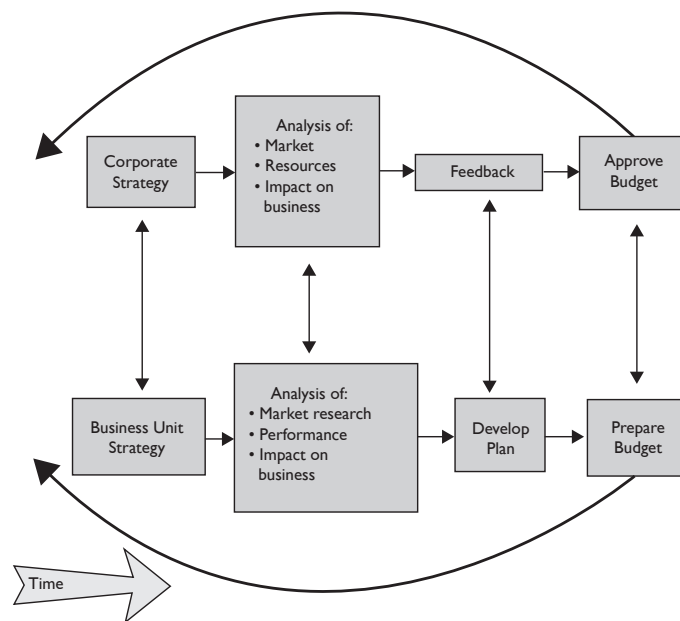 Corporate
Strategy
Analysis of:
• Market
• Resources
• Impact on
business
Feedback
Approve
Budget
Business Unit
Strategy
Analysis of:
• Market research
• Performance
• Impact on
business
Develop
Plan
Prepare
Budget
Time